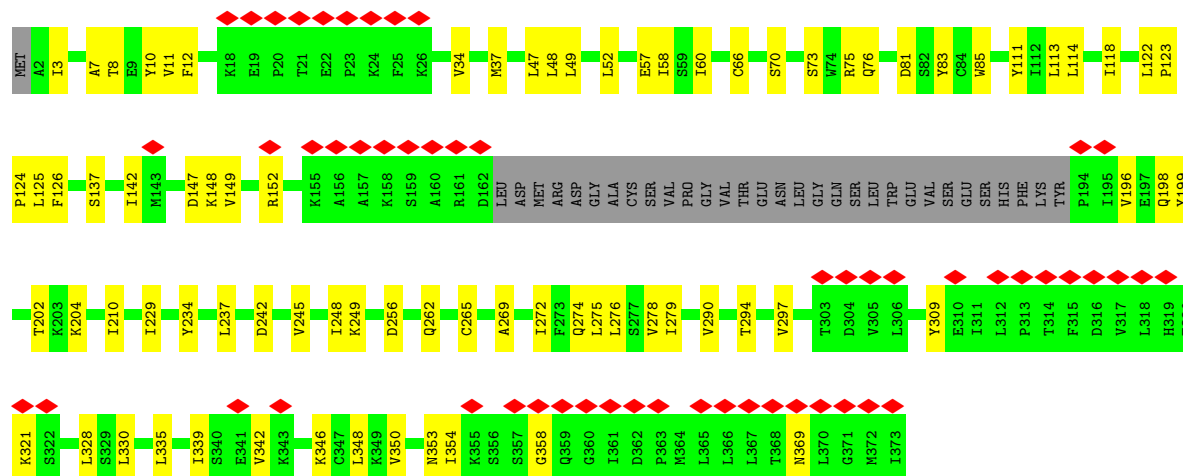 MET A2 I3 A7 T8 E9 Y10 V11 F12 K18 E19 P20 T21 E22 P23 K24 F25 K26 V34 M37 L47 L48 L49 L52 E57 I58 S59 I60 C66 S70 S73 W74 R75 Q76 D81 S82 Y83 C84 W85 Y111 I112 L113 L114 I118 L122 P123
P124 L125 F126 S137 I142 M143 D147 K148 V149 R152 K155 A156 A157 K158 S159 A160 R161 D162 LEU ASP MET ARG ASP GLY ALA CYS SER VAL PRO GLY VAL THR GLU ASN LEU GLY GLN SER LEU TRP GLU VAL SER GLU SER HIS PHE LYS TYR P194 I195 V196 E197 Q198 Y199
T202 K203 K204 I210 I229 Y234 L237 D242 V245 I248 K249 D256 Q262 C265 A269 I272 F273 Q274 L275 L276 S277 V278 I279 V290 T294 V297 T303 D304 V305 L306 Y309 E310 I311 L312 P313 T314 F315 D316 V317 L318 H319
K321 S322 L328 S329 L330 L335 I339 S340 E341 V342 K343 K346 C347 L348 K349 V350 N353 I354 K355 S356 S357 G358 Q359 G360 I361 D362 P363 M364 L365 L366 L367 T368 N369 L370 G371 M372 I373